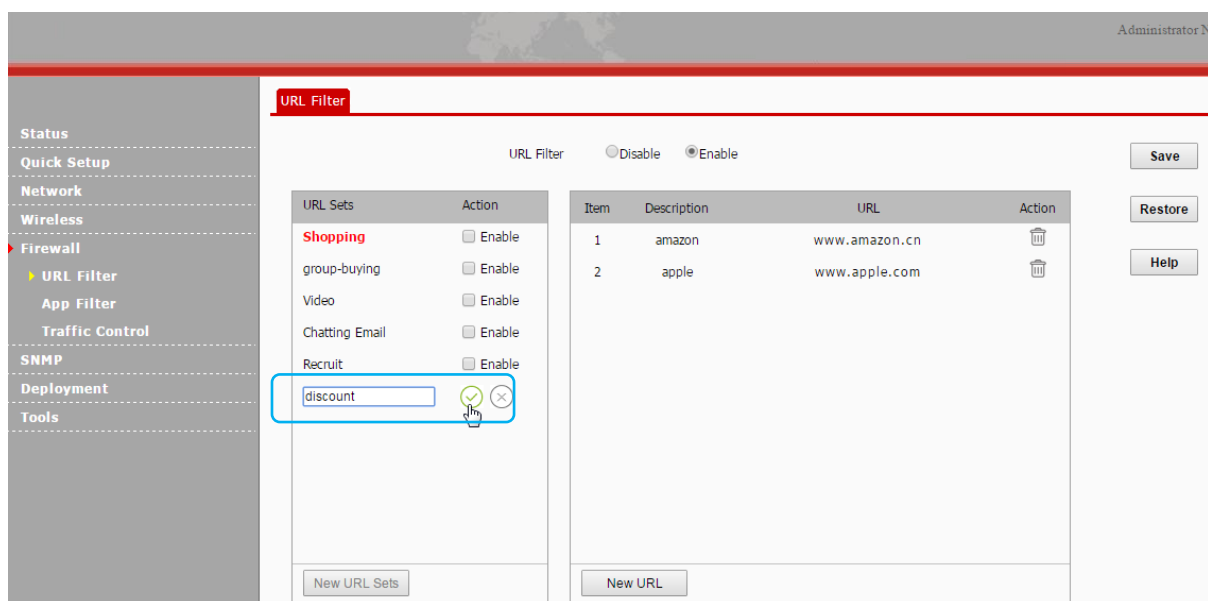 Administrator N
URL Filter
Status
Quick Setup
Network
Wireless
Firewall
URL Filter
App Filter
Traffic Control
SNMP
Deployment
Tools
URL Filter Disable Enable
Save
Restore
Help
URL Sets Action
Shopping Enable
group-buying Enable
Video Enable
Chatting Email Enable
Recruit Enable
discount
New URL Sets
Item Description URL Action
1 amazon www.amazon.cn
2 apple www.apple.com
New URL